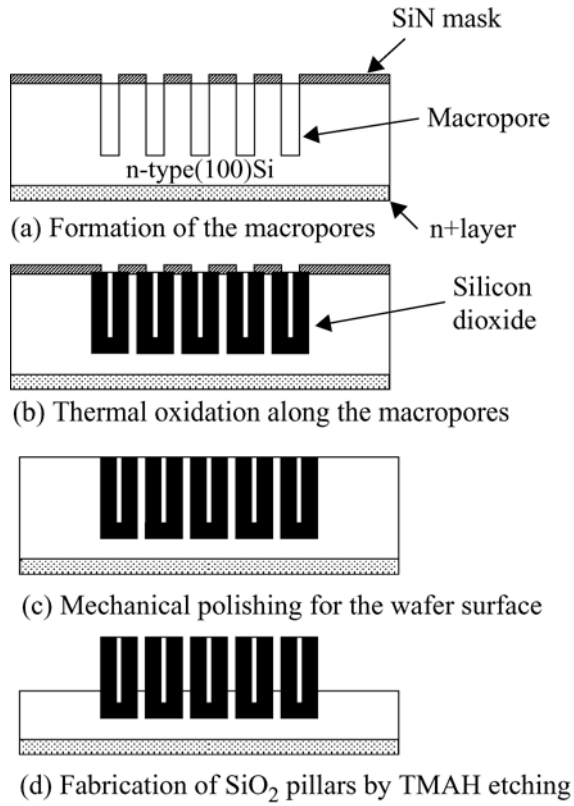 SiN mask
Macropore
n-type(100)Si
n+layer
(a) Formation of the macropores
Silicon
dioxide
(b) Thermal oxidation along the macropores
(c) Mechanical polishing for the wafer surface
(d) Fabrication of SiO₂ pillars by TMAH etching